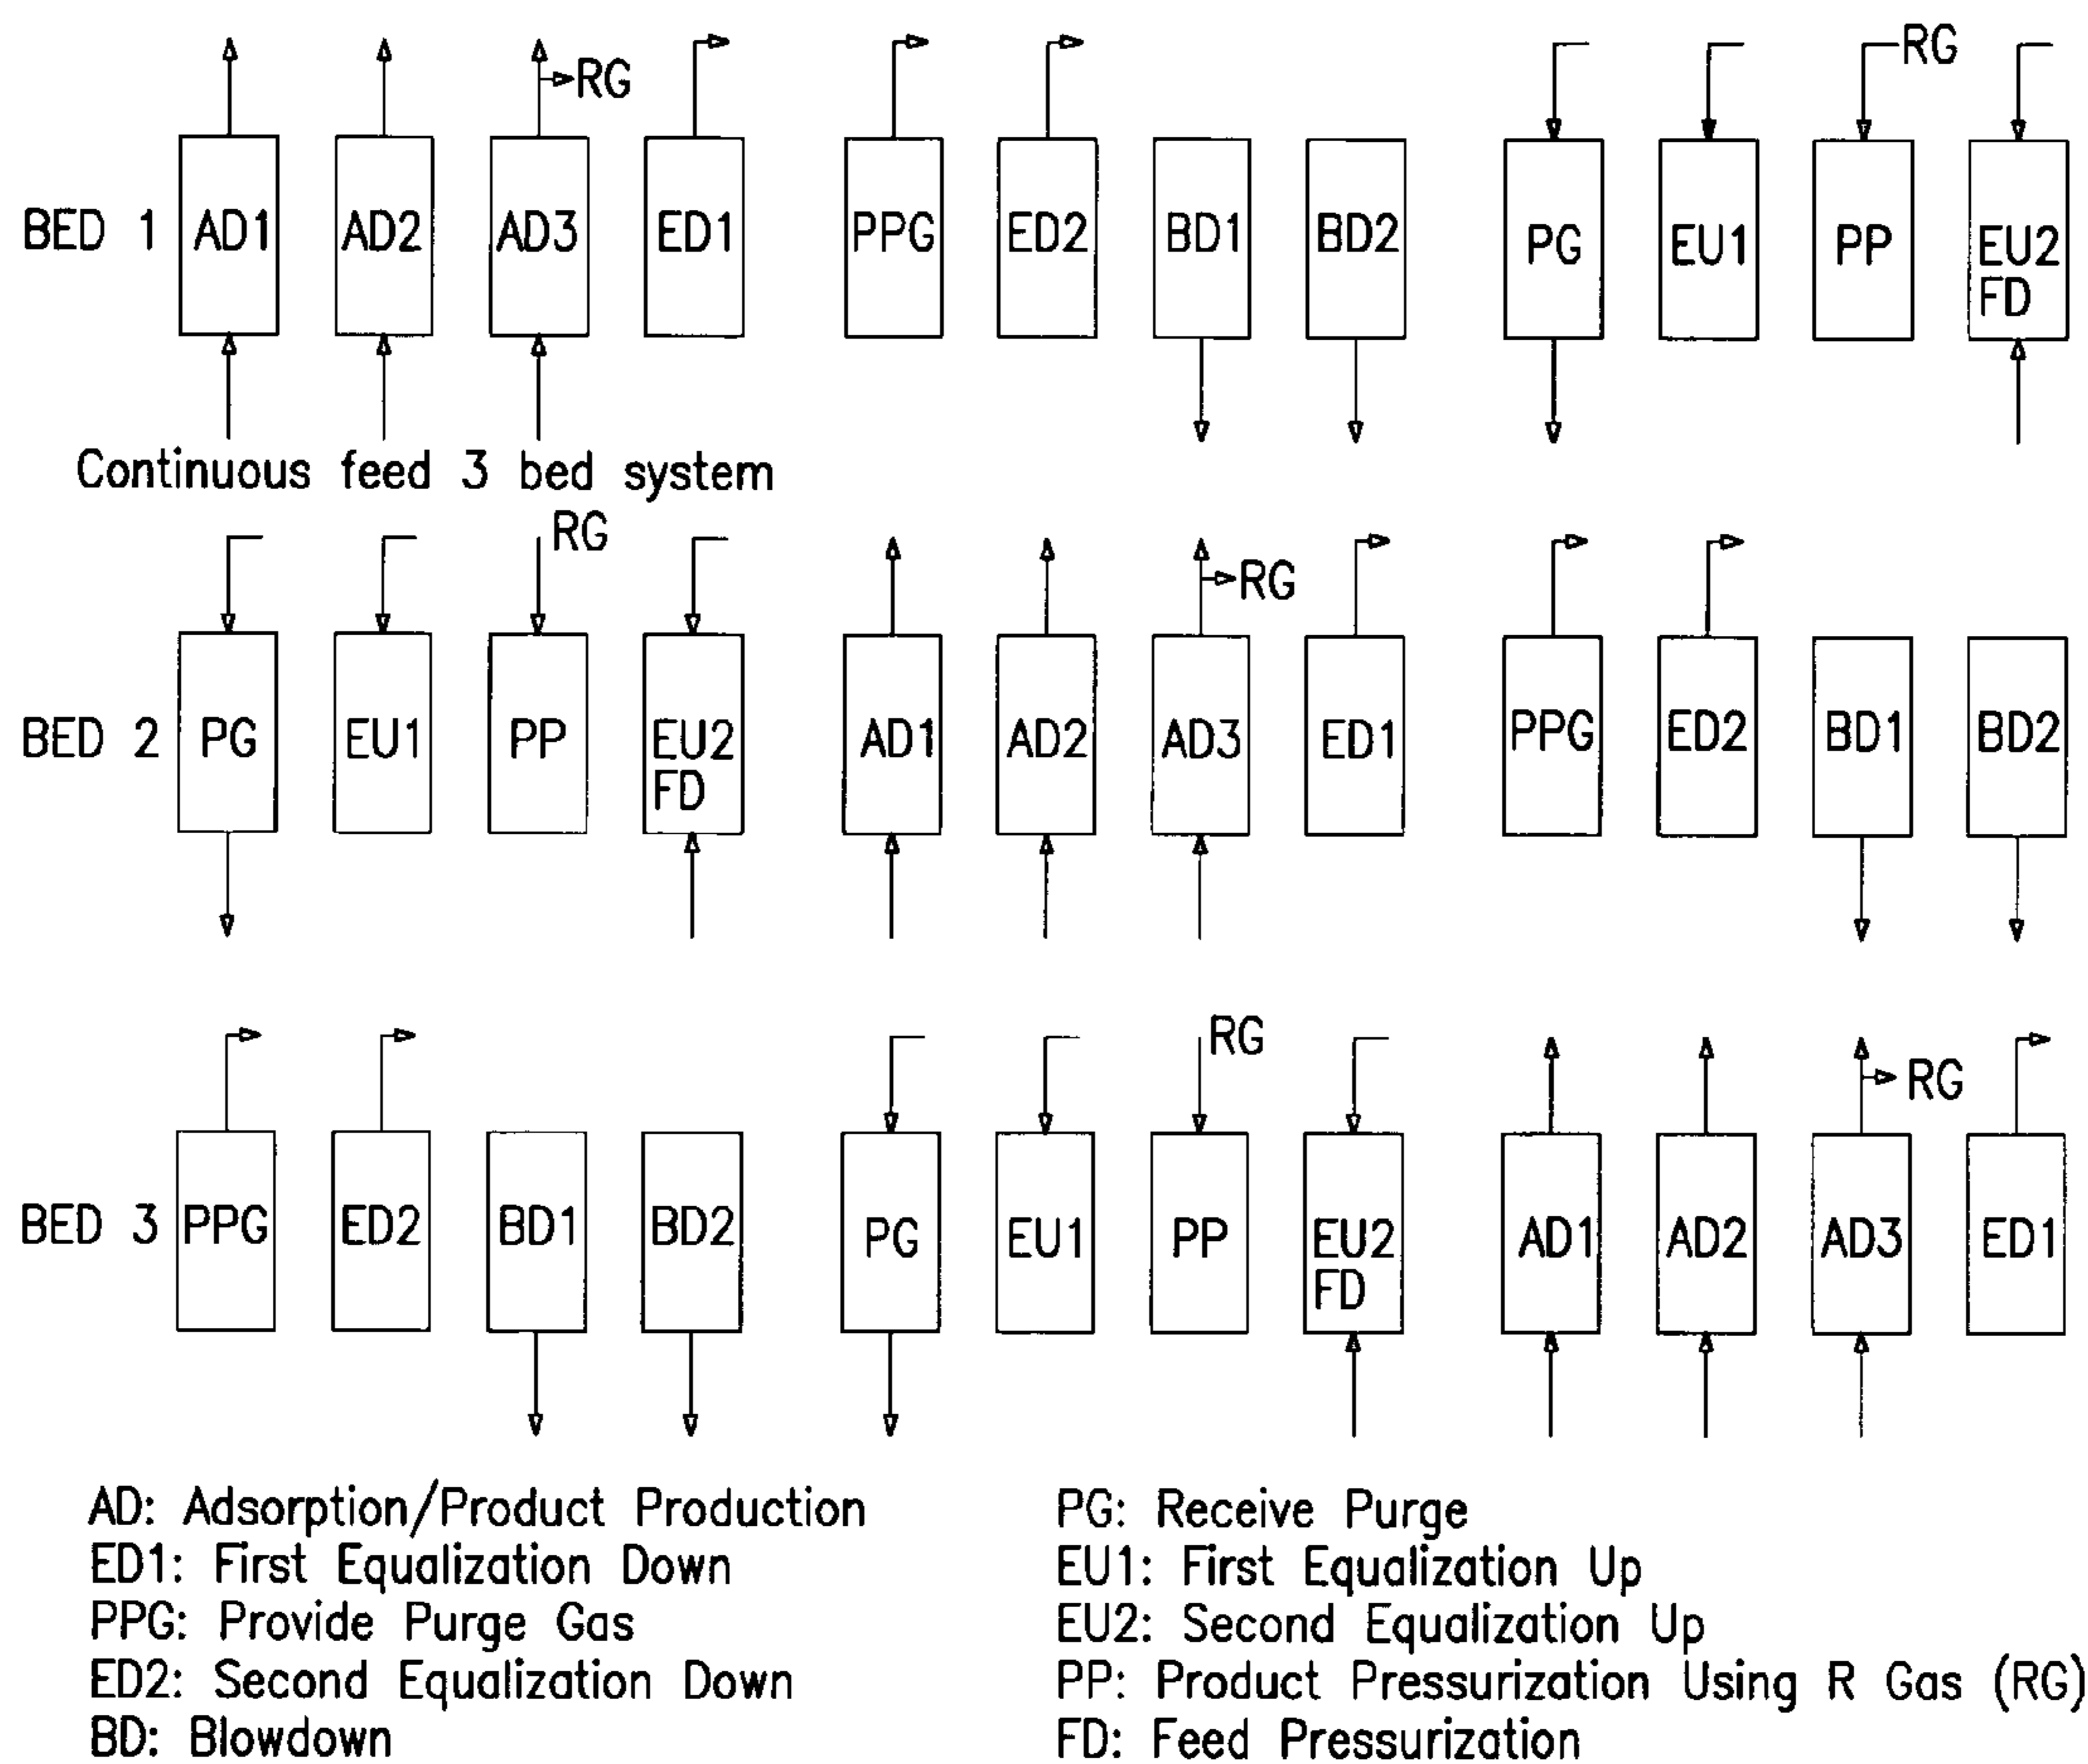 RG
RG
BED 1 AD1 AD2 AD3 ED1 PPG ED2 BD1 BD2 PG EU1 PP EU2
FD
Continuous feed 3 bed system
RG
RG
BED 2 PG EU1 PP EU2 AD1 AD2 AD3 ED1 PPG ED2 BD1 BD2
FD
RG
RG
BED 3 PPG ED2 BD1 BD2 PG EU1 PP EU2 AD1 AD2 AD3 ED1
FD
AD: Adsorption/Product Production
ED1: First Equalization Down
PPG: Provide Purge Gas
ED2: Second Equalization Down
BD: Blowdown
PG: Receive Purge
EU1: First Equalization Up
EU2: Second Equalization Up
PP: Product Pressurization Using R Gas (RG)
FD: Feed Pressurization